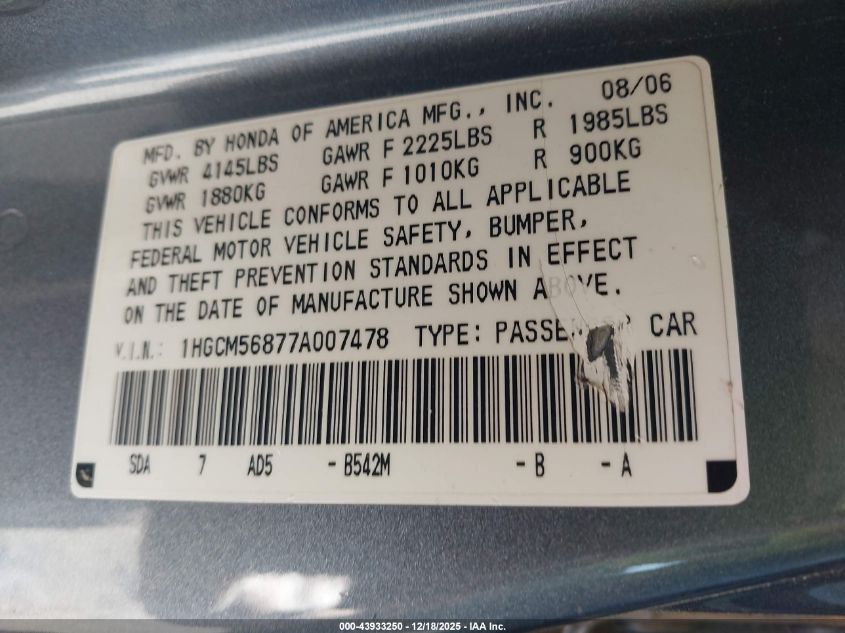 08/06
MFD. BY HONDA OF AMERICA MFG., INC.
GVWR 4145LBS GAWR F 2225LBS R 1985LBS
GVWR 1880KG GAWR F 1010KG R 900KG
THIS VEHICLE CONFORMS TO ALL APPLICABLE
FEDERAL MOTOR VEHICLE SAFETY, BUMPER,
AND THEFT PREVENTION STANDARDS IN EFFECT
ON THE DATE OF MANUFACTURE SHOWN ABOVE.
V.I.N.: 1HGCM56877A007478 TYPE: PASSENGER CAR
SDA 7 AD5 -B542M -B -A
000-43933250 - 12/18/2025 - IAA Inc.